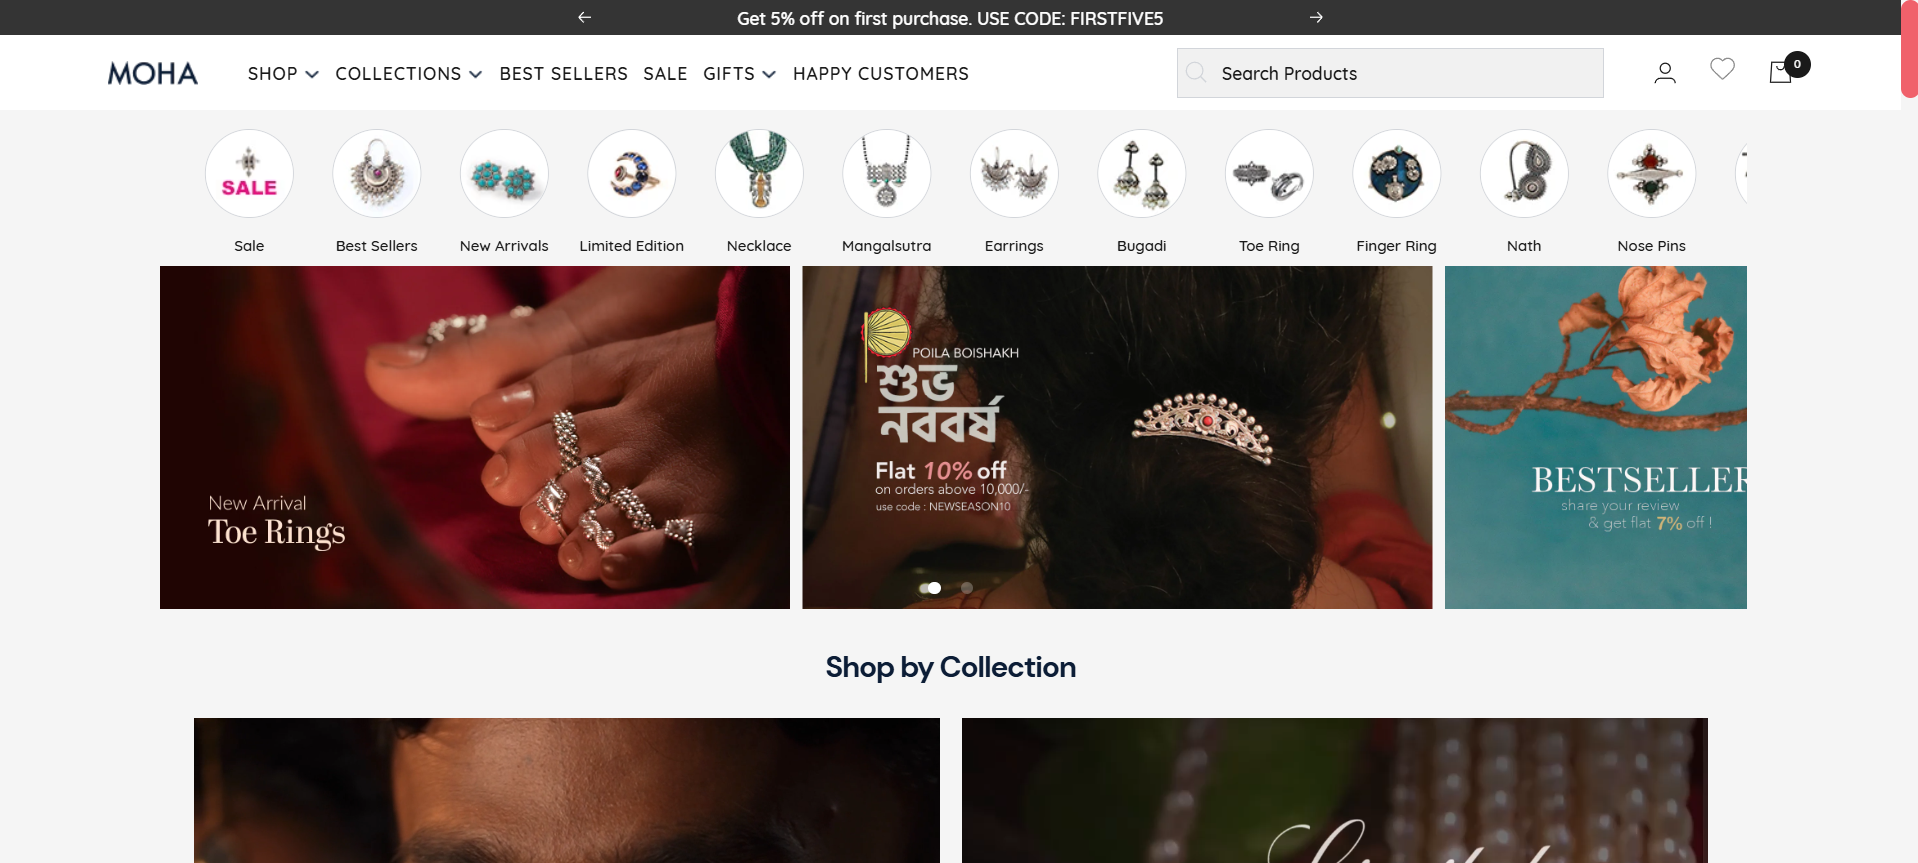 Get 5% off on first purchase. USE CODE: FIRSTFIVE5
MOHA
SHOP
COLLECTIONS
BEST SELLERS
SALE
GIFTS
HAPPY CUSTOMERS
Search Products
0
SALE
Sale
Best Sellers
New Arrivals
Limited Edition
Necklace
Mangalsutra
Earrings
Bugadi
Toe Ring
Finger Ring
Nath
Nose Pins
New Arrival
Toe Rings
POILA BOISHAKH
শুভ
নববর্ষ
Flat 10% off
on orders above 10,000/-
use code : NEWSEASON10
BESTSELLER
share your review
& get flat 7% off !
Shop by Collection